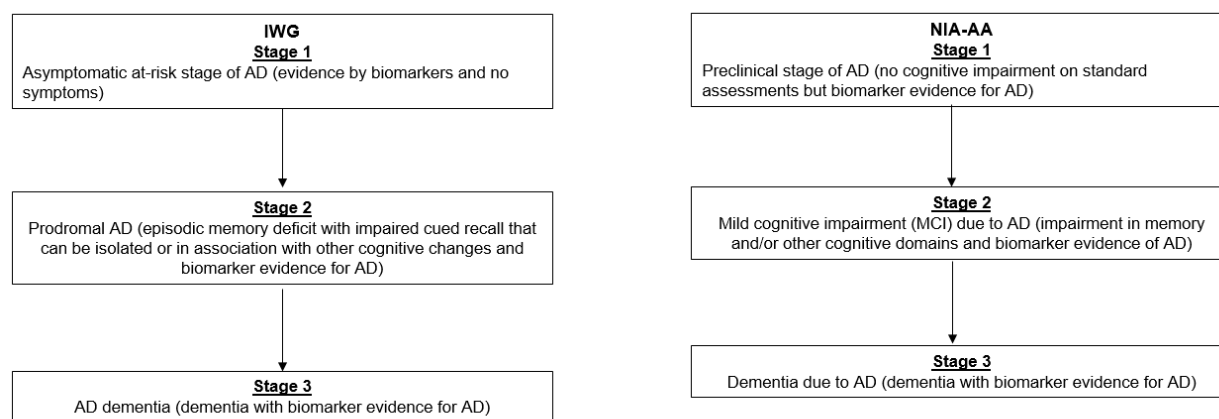 IWG
Stage 1
Asymptomatic at-risk stage of AD (evidence by biomarkers and no
symptoms)
Stage 2
Prodromal AD (episodic memory deficit with impaired cued recall that
can be isolated or in association with other cognitive changes and
biomarker evidence for AD)
Stage 3
AD dementia (dementia with biomarker evidence for AD)
NIA-AA
Stage 1
Preclinical stage of AD (no cognitive impairment on standard
assessments but biomarker evidence for AD)
Stage 2
Mild cognitive impairment (MCI) due to AD (impairment in memory
and/or other cognitive domains and biomarker evidence of AD)
Stage 3
Dementia due to AD (dementia with biomarker evidence for AD)